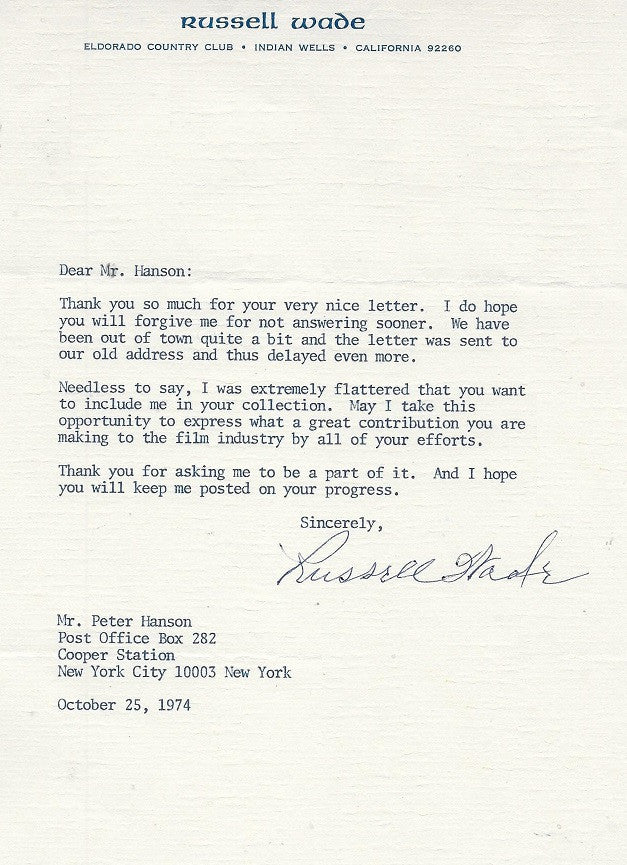 Russell Wade
ELDORADO COUNTRY CLUB • INDIAN WELLS • CALIFORNIA 92260
Dear Mr. Hanson:
Thank you so much for your very nice letter. I do hope
you will forgive me for not answering sooner. We have
been out of town quite a bit and the letter was sent to
our old address and thus delayed even more.
Needless to say, I was extremely flattered that you want
to include me in your collection. May I take this
opportunity to express what a great contribution you are
making to the film industry by all of your efforts.
Thank you for asking me to be a part of it. And I hope
you will keep me posted on your progress.
Sincerely,
Russell Wade
Mr. Peter Hanson
Post Office Box 282
Cooper Station
New York City 10003 New York
October 25, 1974